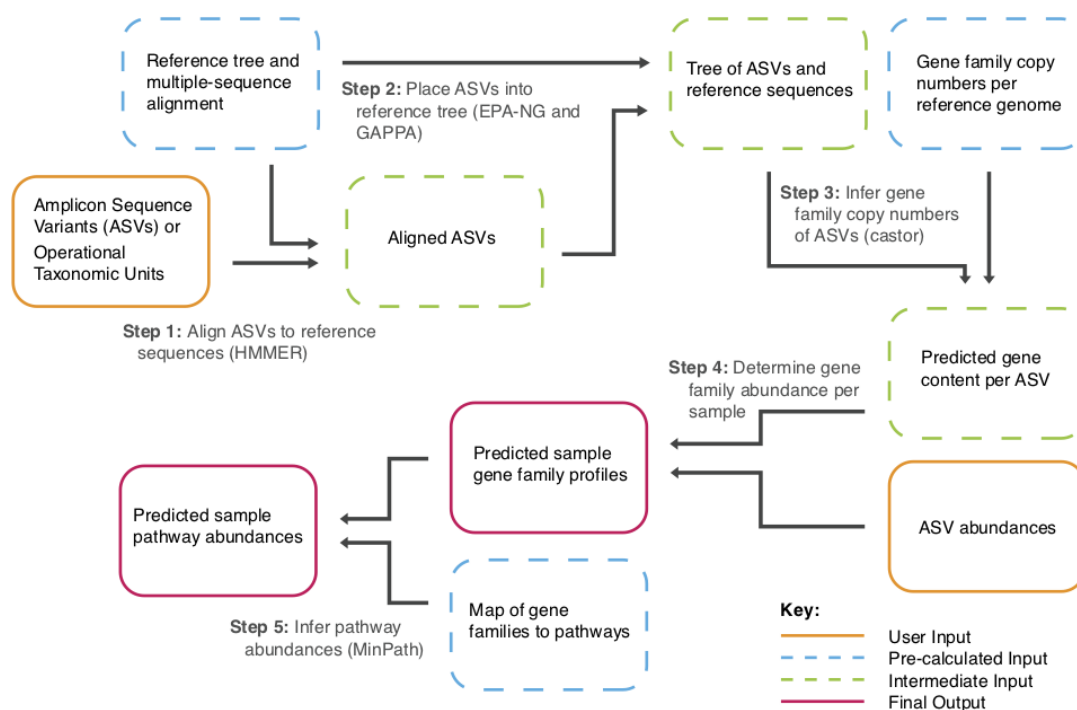 Reference tree and
multiple-sequence
alignment
Step 2: Place ASVs into
reference tree (EPA-NG and
GAPPA)
Tree of ASVs and
reference sequences
Gene family copy
numbers per
reference genome
Amplicon Sequence
Variants (ASVs) or
Operational
Taxonomic Units
Aligned ASVs
Step 3: Infer gene
family copy numbers
of ASVs (castor)
Step 1: Align ASVs to reference
sequences (HMMER)
Predicted gene
content per ASV
Step 4: Determine gene
family abundance per
sample
Predicted sample
gene family profiles
Predicted sample
pathway abundances
ASV abundances
Map of gene
families to pathways
Step 5: Infer pathway
abundances (MinPath)
Key:
User Input
Pre-calculated Input
Intermediate Input
Final Output